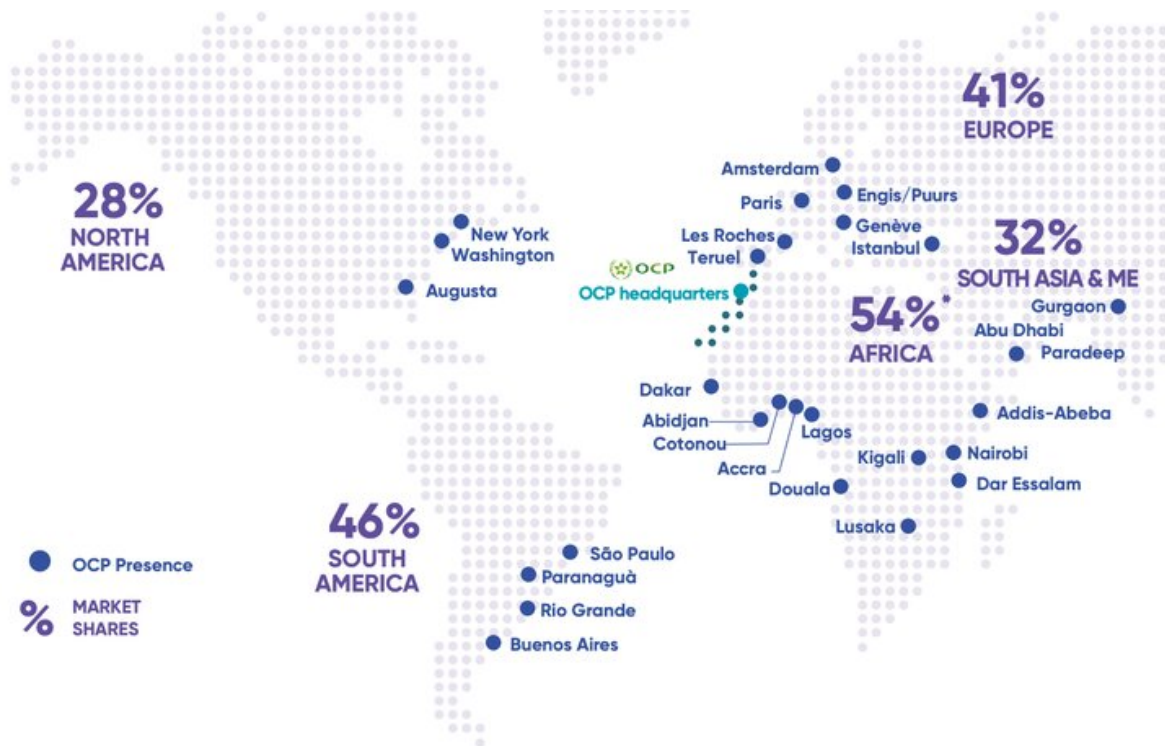 41%
EUROPE
Amsterdam
28%
NORTH
AMERICA
Paris
Engis/Puurs
New York
Washington
Les Roches
Teruel
Genève
Istanbul
32%
SOUTH ASIA & ME
OCP
OCP headquarters
Augusta
54%*
AFRICA
Gurgaon
Abu Dhabi
Paradeep
Dakar
Abidjan
Cotonou
Accra
Lagos
Addis-Abeba
Kigali
Nairobi
Douala
Dar Essalam
Lusaka
46%
SOUTH
AMERICA
São Paulo
Paranaguà
Rio Grande
Buenos Aires
OCP Presence
%
MARKET
SHARES